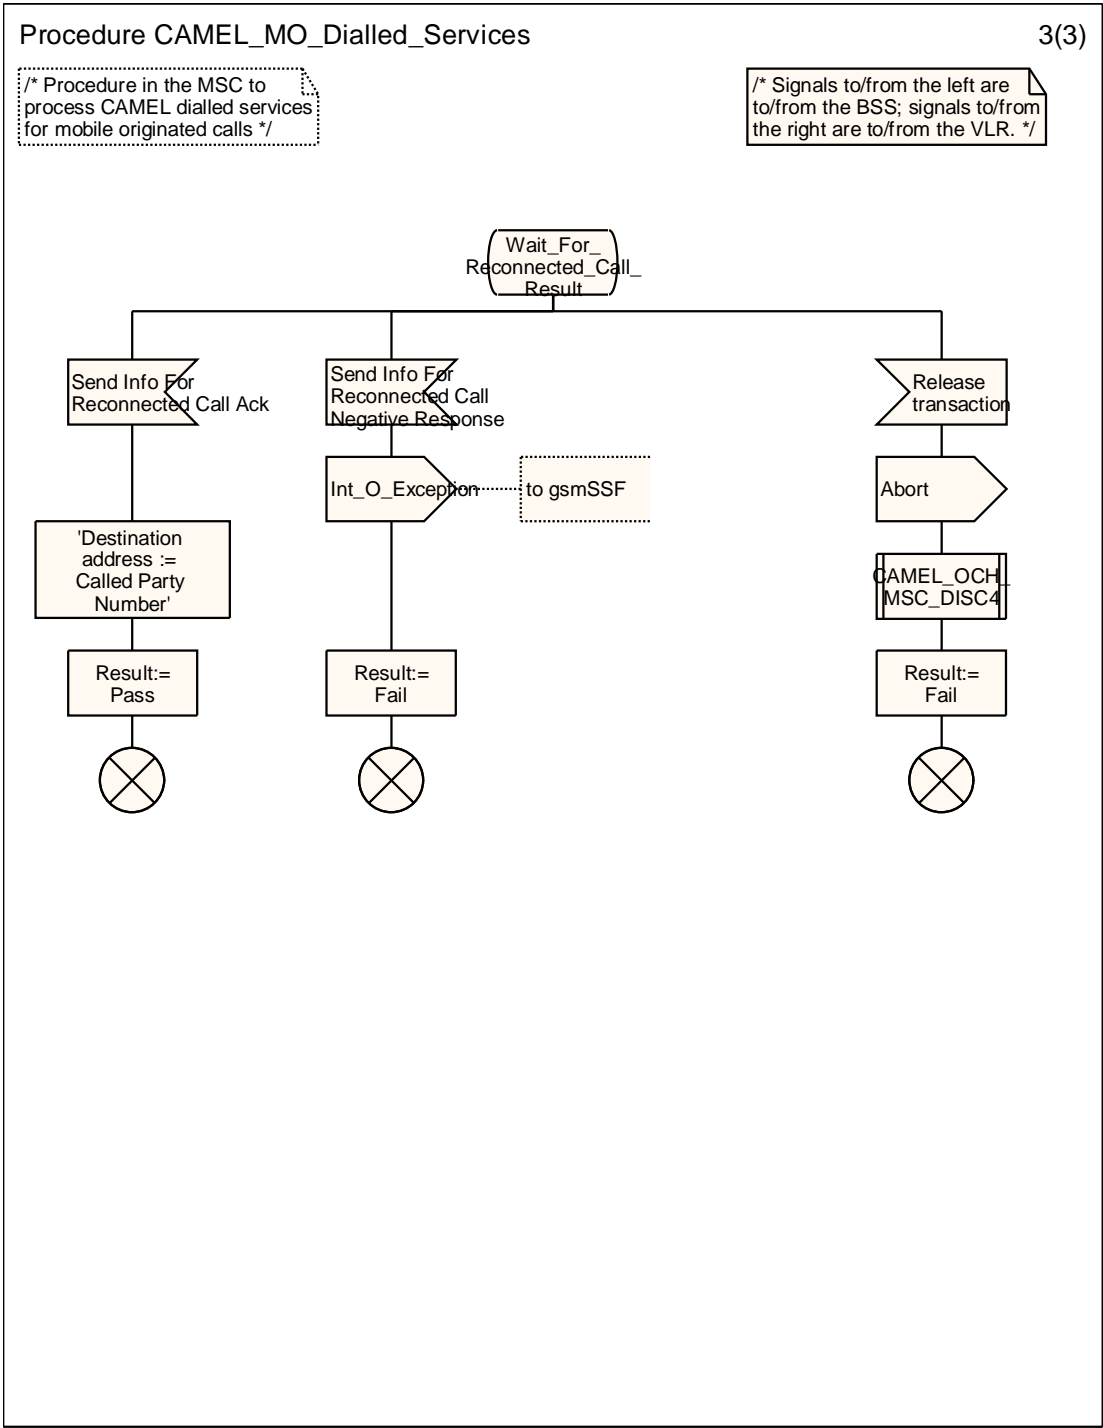 Procedure CAMEL_MO_Dialled_Services
3(3)
/* Procedure in the MSC to
process CAMEL dialled services
for mobile originated calls */
/* Signals to/from the left are
to/from the BSS; signals to/from
the right are to/from the VLR. */
Wait_For_
Reconnected_Call_
Result
Send Info For
Reconnected Call Ack
Send Info For
Reconnected Call
Negative Response
Release
transaction
Int_O_Exception
to gsmSSF
Abort
'Destination
address :=
Called Party
Number'
CAMEL_OCH_
MSC_DISC4
Result:=
Pass
Result:=
Fail
Result:=
Fail